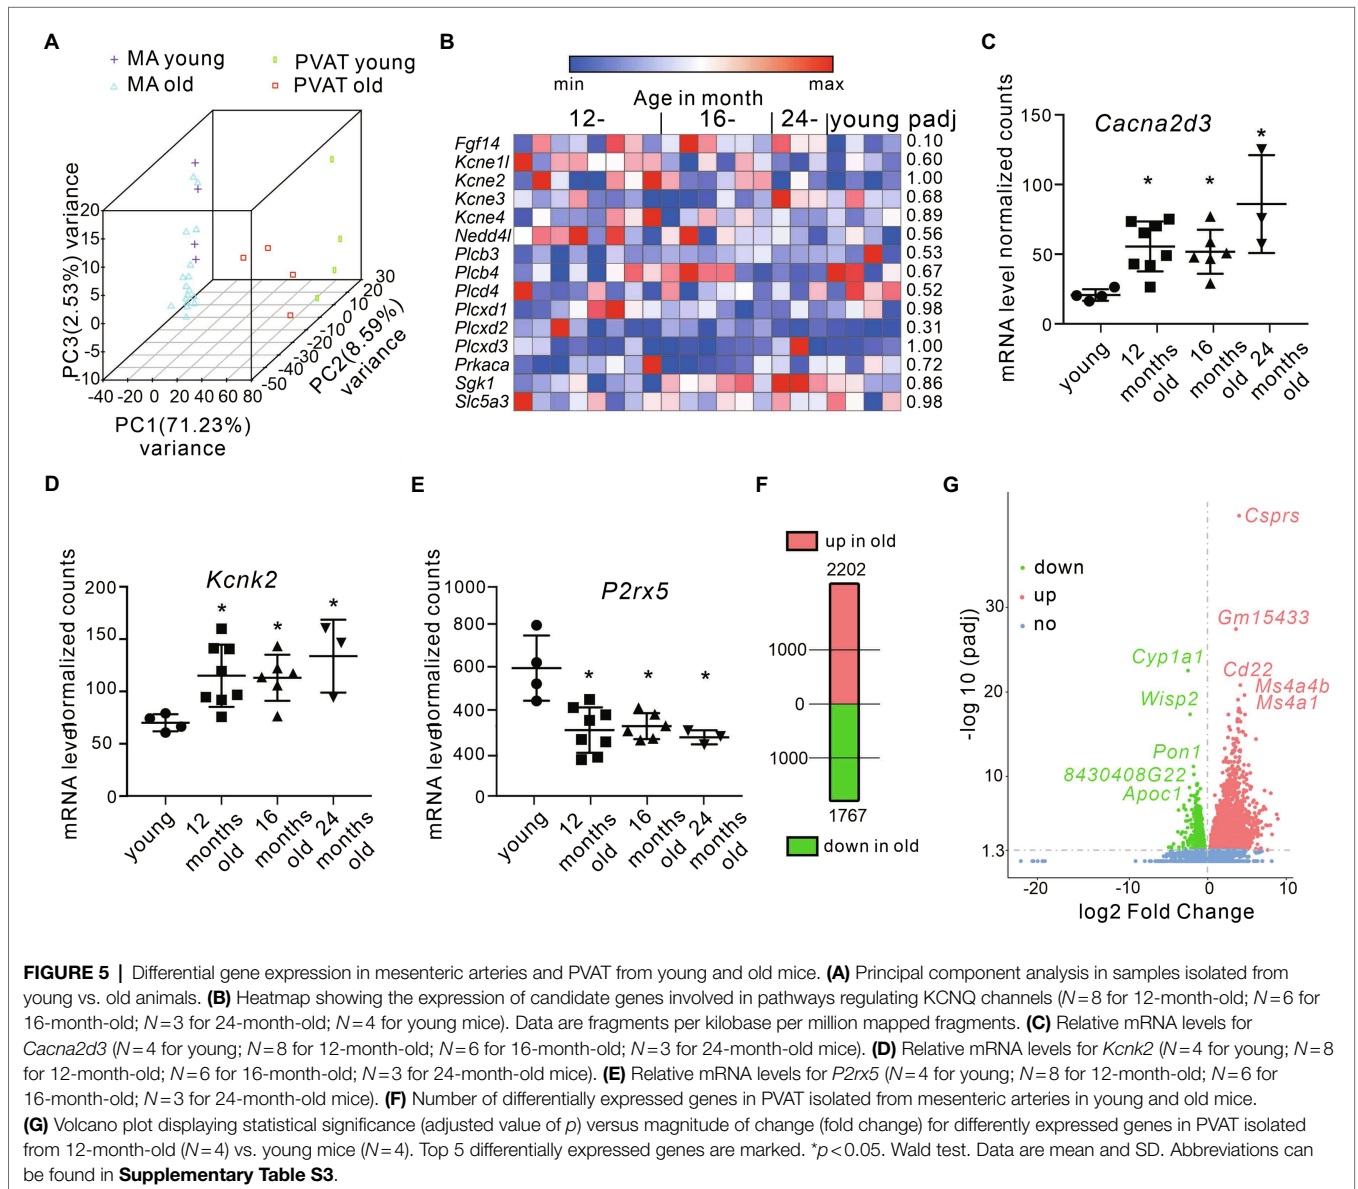 A
MA young
MA old
PVAT young
PVAT old
PC3(2.53%) variance
20
15
10
5
0
-5
-10
-40 -20 0 20 40 60 80
PC1(71.23%)
variance
-50
-40
-30
-20
-10
0
10
20
30
PC2(8.59%)
variance
B
min
max
Age in month
12- 16- 24- young padj
Fgf14 0.10
Kcne1l 0.60
Kcne2 1.00
Kcne3 0.68
Kcne4 0.89
Nedd4l 0.56
Plcb3 0.53
Plcb4 0.67
Plcd4 0.52
Plcxd1 0.98
Plcxd2 0.31
Plcxd3 1.00
Prkaca 0.72
Sgk1 0.86
Slc5a3 0.98
C
Cacna2d3
mRNA level normalized counts
150
100
50
0
* * *
young
12 months old
16 months old
24 months old
D
Kcnk2
mRNA level normalized counts
200
150
100
50
0
* * *
young
12 months old
16 months old
24 months old
E
P2rx5
mRNA level normalized counts
1000
800
600
400
400
0
* * *
young
12 months old
16 months old
24 months old
F
up in old
2202
1000
0
1000
1767
down in old
G
down
up
no
-log 10 (padj)
30
20
10
1.3
Csprs
Gm15433
Cyp1a1
Cd22
Ms4a4b
Wisp2
Ms4a1
Pon1
8430408G22
Apoc1
-20 -10 0 10
log2 Fold Change
FIGURE 5 | Differential gene expression in mesenteric arteries and PVAT from young and old mice. (A) Principal component analysis in samples isolated from
young vs. old animals. (B) Heatmap showing the expression of candidate genes involved in pathways regulating KCNQ channels (N=8 for 12-month-old; N=6 for
16-month-old; N=3 for 24-month-old; N=4 for young mice). Data are fragments per kilobase per million mapped fragments. (C) Relative mRNA levels for
Cacna2d3 (N=4 for young; N=8 for 12-month-old; N=6 for 16-month-old; N=3 for 24-month-old mice). (D) Relative mRNA levels for Kcnk2 (N=4 for young; N=8
for 12-month-old; N=6 for 16-month-old; N=3 for 24-month-old mice). (E) Relative mRNA levels for P2rx5 (N=4 for young; N=8 for 12-month-old; N=6 for
16-month-old; N=3 for 24-month-old mice). (F) Number of differentially expressed genes in PVAT isolated from mesenteric arteries in young and old mice.
(G) Volcano plot displaying statistical significance (adjusted value of p) versus magnitude of change (fold change) for differently expressed genes in PVAT isolated
from 12-month-old (N=4) vs. young mice (N=4). Top 5 differentially expressed genes are marked. *p<0.05. Wald test. Data are mean and SD. Abbreviations can
be found in Supplementary Table S3.